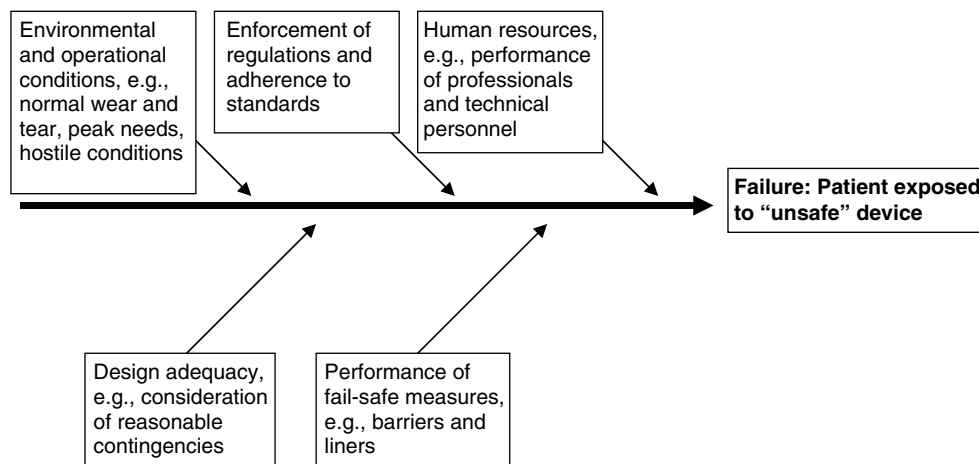 Environmental
and operational
conditions, e.g.,
normal wear and
tear, peak needs,
hostile conditions
Enforcement of
regulations and
adherence to
standards
Human resources,
e.g., performance
of professionals
and technical
personnel
Failure: Patient exposed
to “unsafe” device
Design adequacy,
e.g., consideration
of reasonable
contingencies
Performance of
fail-safe measures,
e.g., barriers and
liners